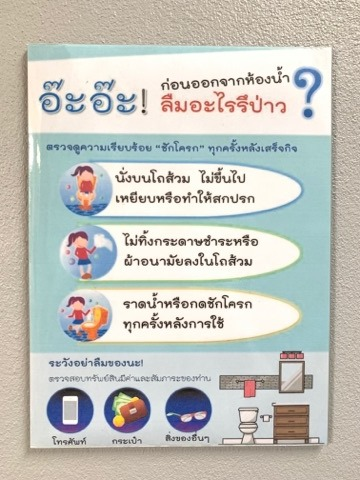 อ๊ะอ๊ะ! ก่อนออกจากห้องน้ำ
ลืมอะไรรึป่าว ?
ตรวจดูความเรียบร้อย "ชักโครก" ทุกครั้งหลังเสร็จกิจ
นั่งบนโถส้วม ไม่ขึ้นไป
เหยียบหรือทำให้สกปรก
ไม่ทิ้งกระดาษชำระหรือ
ผ้าอนามัยลงในโถส้วม
ราดน้ำหรือกดชักโครก
ทุกครั้งหลังการใช้
ระวังอย่าลืมของนะ!
ตรวจสอบทรัพย์สินมีค่าและสัมภาระของท่าน
โทรศัพท์
กระเป๋า
สิ่งของอื่นๆ